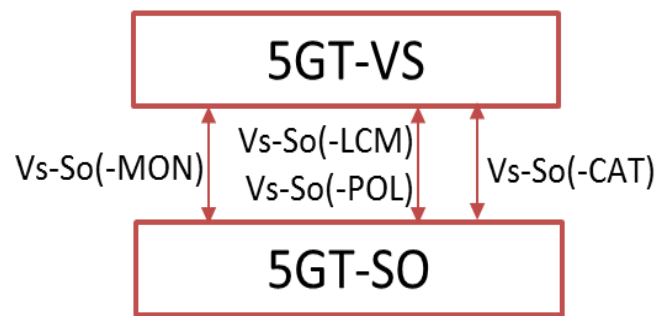 5GT-VS
Vs-So(-MON)
Vs-So(-LCM)
Vs-So(-POL)
Vs-So(-CAT)
5GT-SO